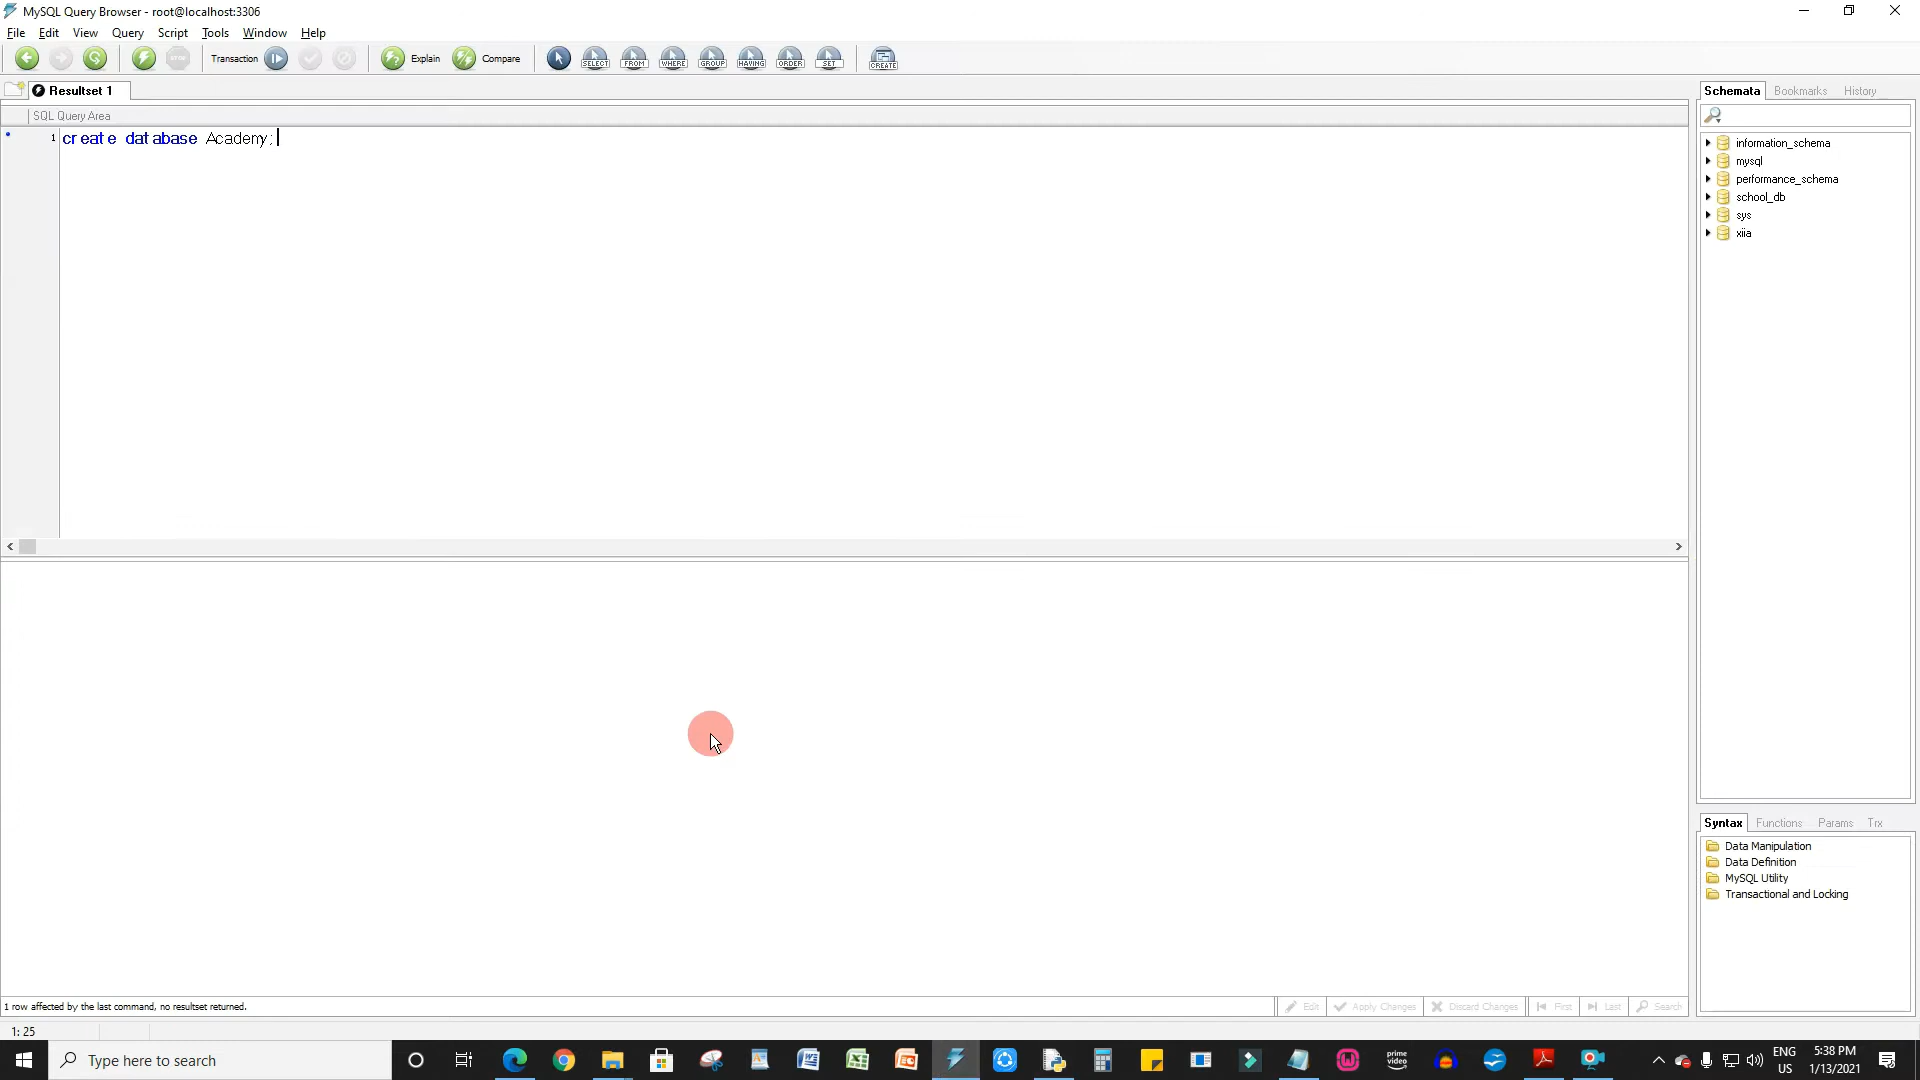 MySQL Query Browser - root@localhost:3306
File Edit View Query Script Tools Window Help
Transaction Explain Compare SELECT FROM WHERE GROUP HAVING ORDER SET CREATE
Resultset 1
SQL Query Area
1 create database Academy;
Schemata Bookmarks History
information_schema
mysql
performance_schema
school_db
sys
xiia
Syntax Functions Params Trx
Data Manipulation
Data Definition
MySQL Utility
Transactional and Locking
1 row affected by the last command, no resultset returned.
Edit Apply Changes Discard Changes First Last Search
1: 25
Type here to search
prime video
ENG
US
5:38 PM
1/13/2021